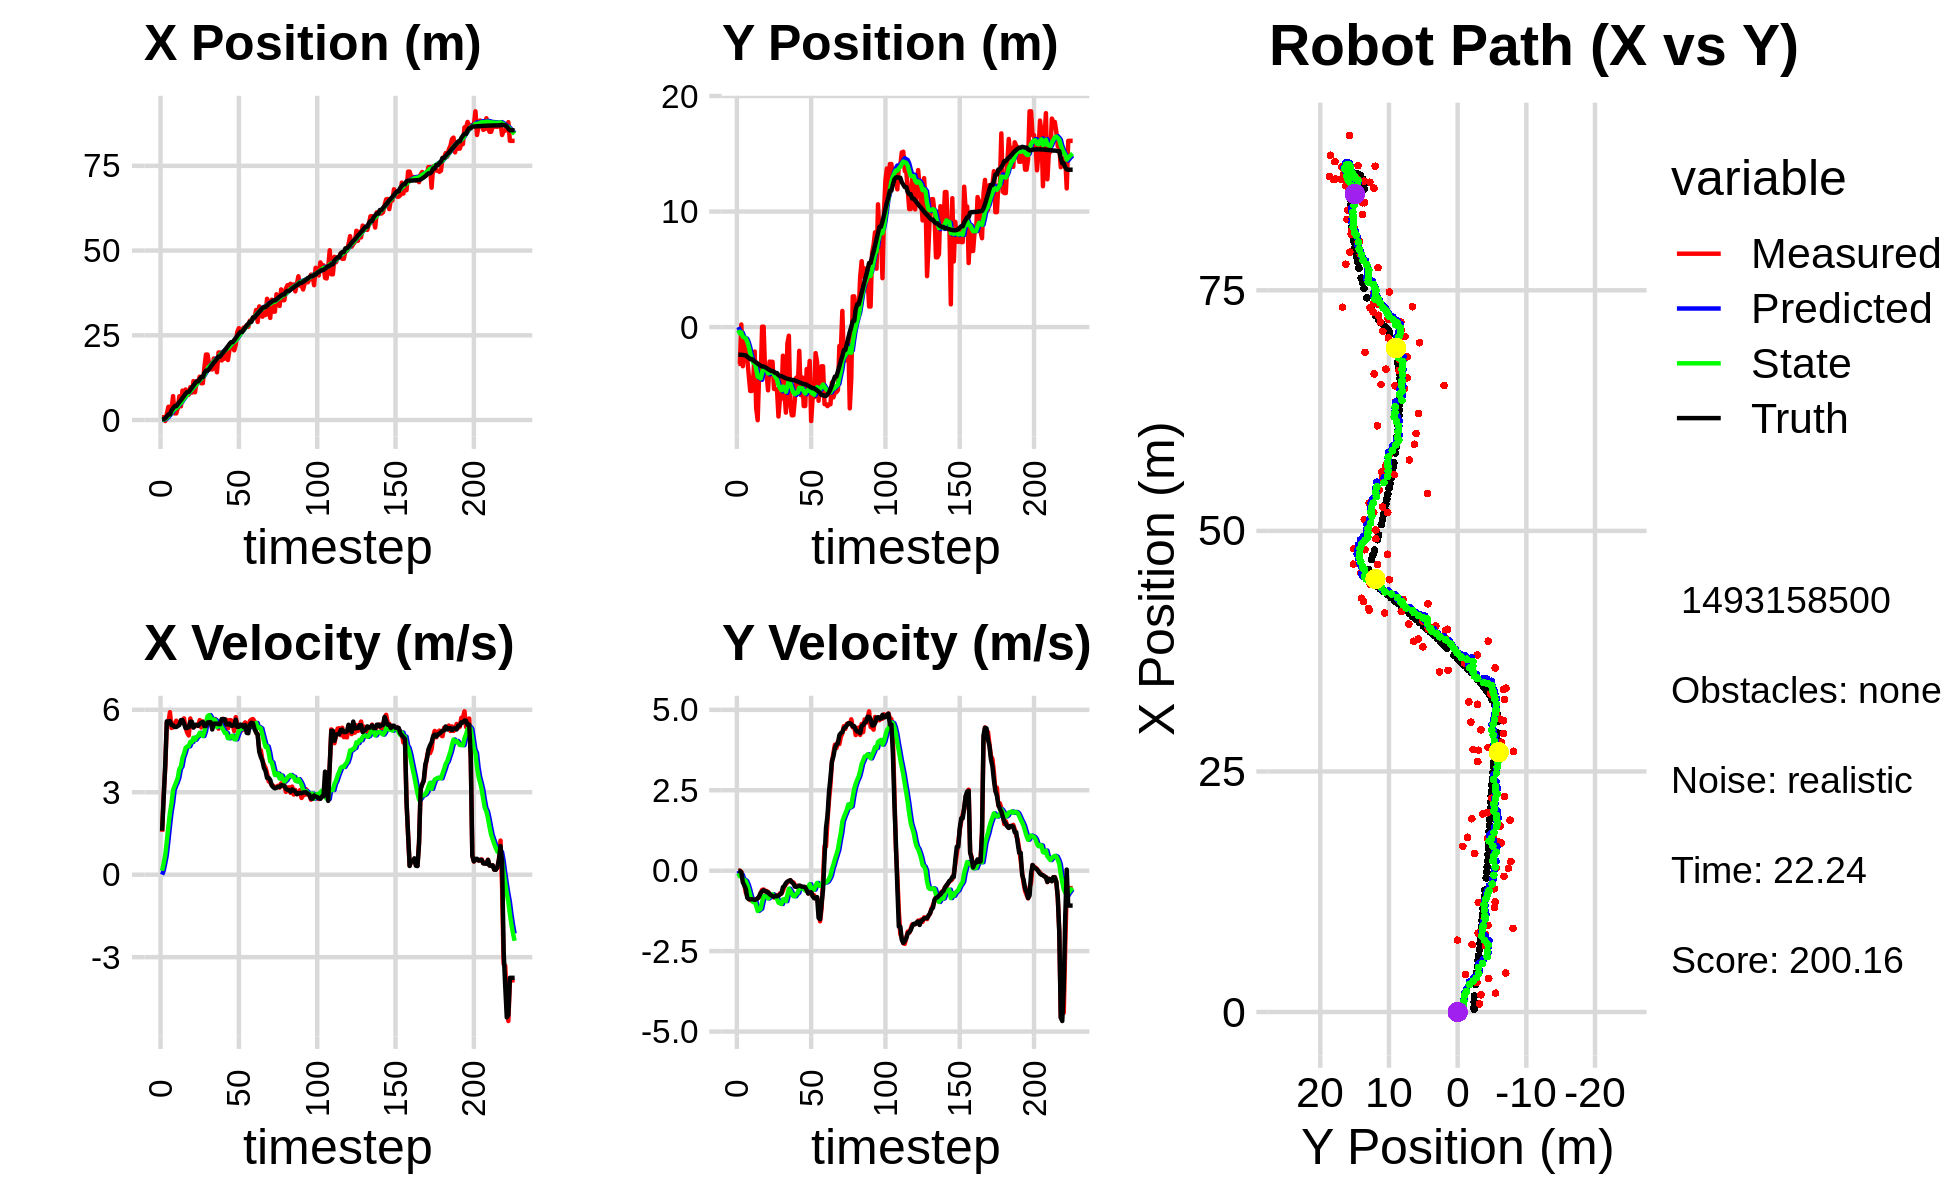 X Position (m)
75
50
25
0
0 50 100 150 200
timestep
Y Position (m)
20
10
0
0 50 100 150 200
timestep
X Velocity (m/s)
6
3
0
-3
0 50 100 150 200
timestep
Y Velocity (m/s)
5.0
2.5
0.0
-2.5
-5.0
0 50 100 150 200
timestep
Robot Path (X vs Y)
X Position (m)
75
50
25
0
20 10 0 -10 -20
Y Position (m)
variable
Measured
Predicted
State
Truth
1493158500
Obstacles: none
Noise: realistic
Time: 22.24
Score: 200.16